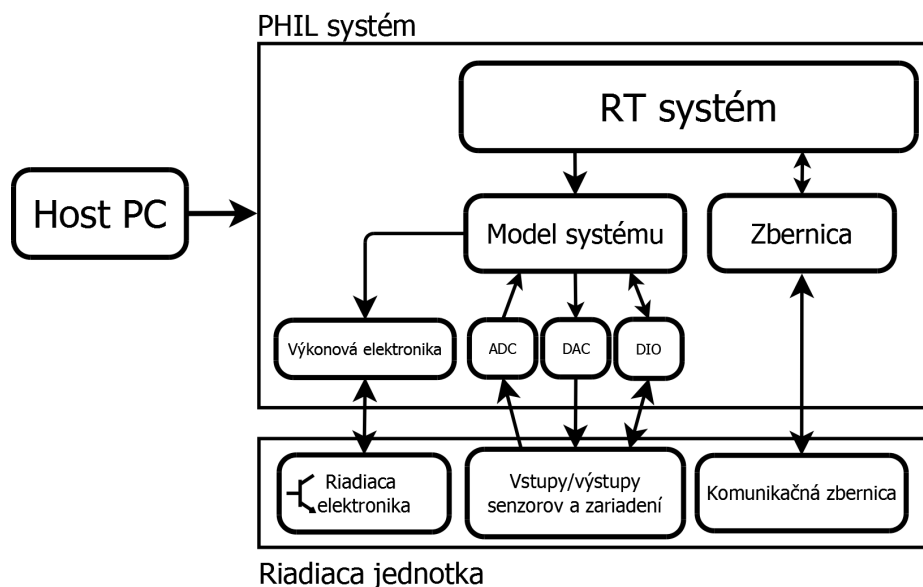 PHIL systém
RT systém
Host PC
Model systému
Zbernica
Výkonová elektronika
ADC
DAC
DIO
Riadiaca
elektronika
Vstupy/výstupy
senzorov a zariadení
Komunikačná zbernica
Riadiaca jednotka